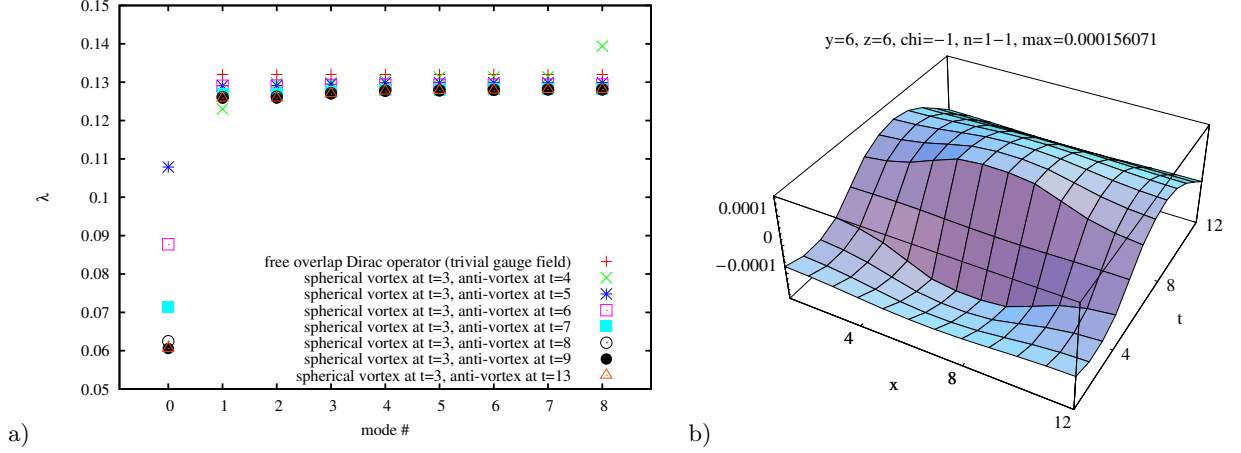 0.15
0.14
0.13
0.12
0.11
0.1
0.09
0.08
0.07
0.06
0.05
λ
free overlap Dirac operator (trivial gauge field)
spherical vortex at t=3, anti-vortex at t=4
spherical vortex at t=3, anti-vortex at t=5
spherical vortex at t=3, anti-vortex at t=6
spherical vortex at t=3, anti-vortex at t=7
spherical vortex at t=3, anti-vortex at t=8
spherical vortex at t=3, anti-vortex at t=9
spherical vortex at t=3, anti-vortex at t=13
0 1 2 3 4 5 6 7 8
mode #
a)
y=6, z=6, chi=−1, n=1−1, max=0.000156071
0.0001
0
−0.0001
4
8
12
x
4
8
12
t
b)